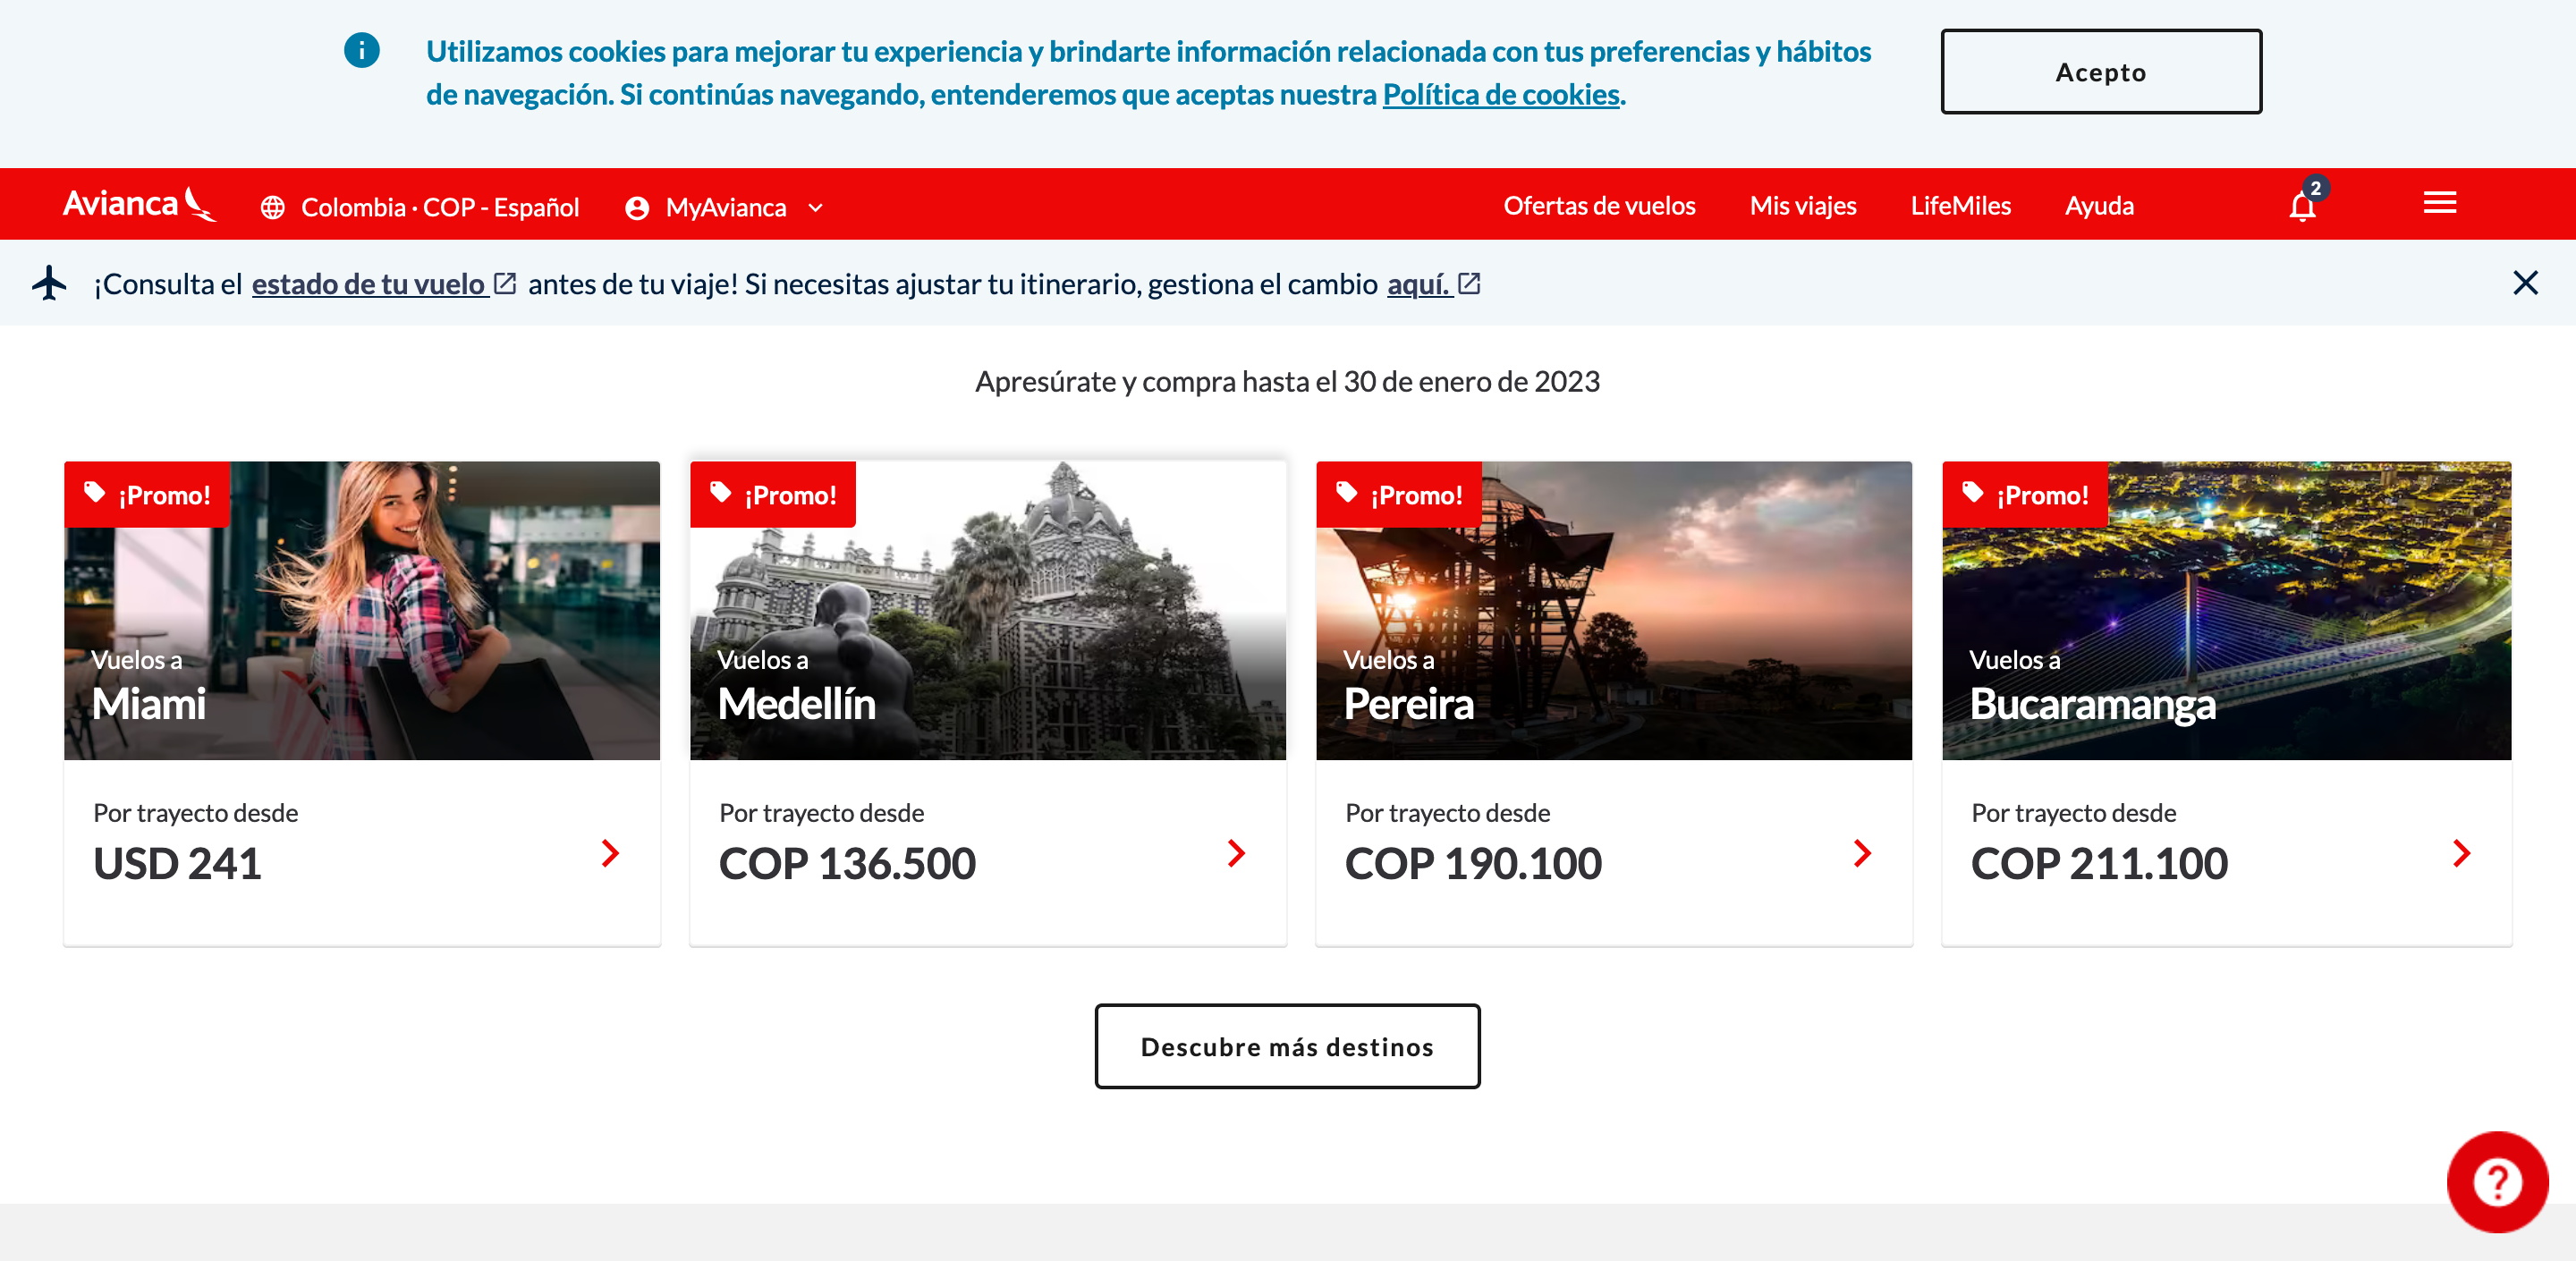 Utilizamos cookies para mejorar tu experiencia y brindarte información relacionada con tus preferencias y hábitos
de navegación. Si continúas navegando, entenderemos que aceptas nuestra Política de cookies.
Acepto
Avianca
Colombia · COP - Español
MyAvianca
Ofertas de vuelos
Mis viajes
LifeMiles
Ayuda
2
¡Consulta el estado de tu vuelo antes de tu viaje! Si necesitas ajustar tu itinerario, gestiona el cambio aquí.
Apresúrate y compra hasta el 30 de enero de 2023
¡Promo!
Vuelos a
Miami
Por trayecto desde
USD 241
¡Promo!
Vuelos a
Medellín
Por trayecto desde
COP 136.500
¡Promo!
Vuelos a
Pereira
Por trayecto desde
COP 190.100
¡Promo!
Vuelos a
Bucaramanga
Por trayecto desde
COP 211.100
Descubre más destinos
?